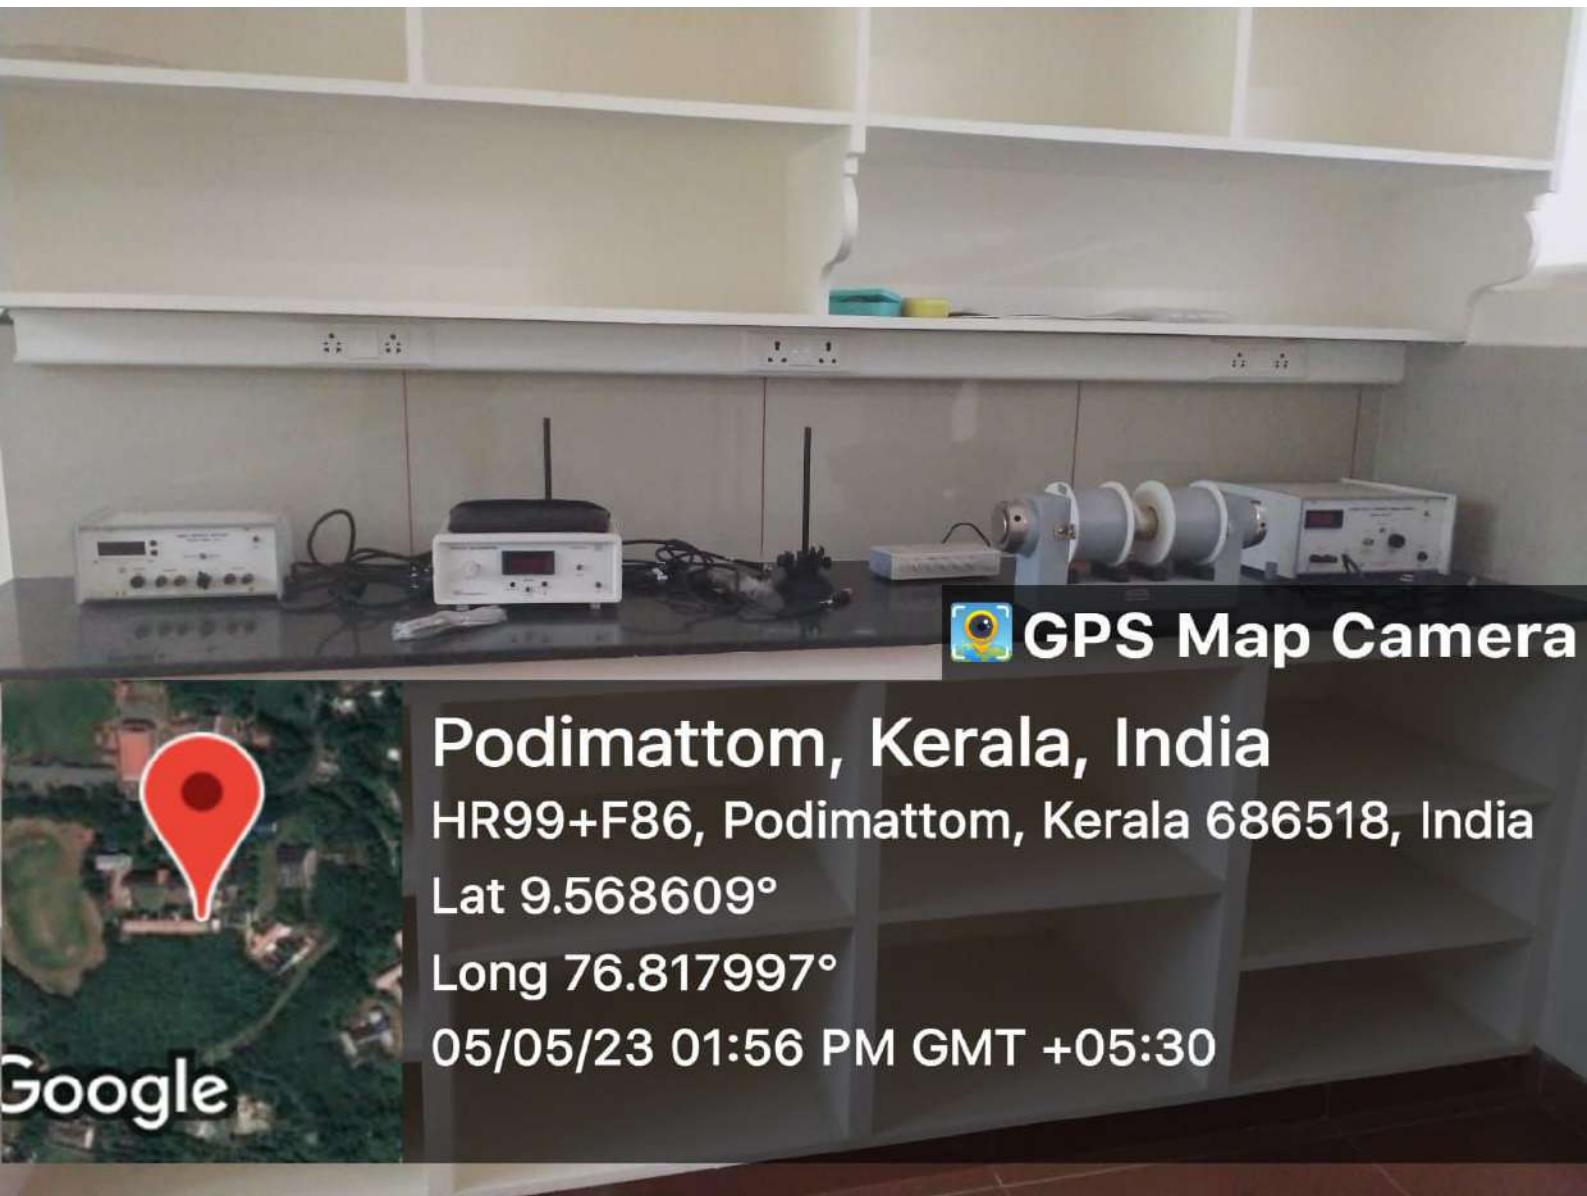 GPS Map Camera
Podimattom, Kerala, India
HR99+F86, Podimattom, Kerala 686518, India
Lat 9.568609°
Long 76.817997°
05/05/23 01:56 PM GMT +05:30
Google